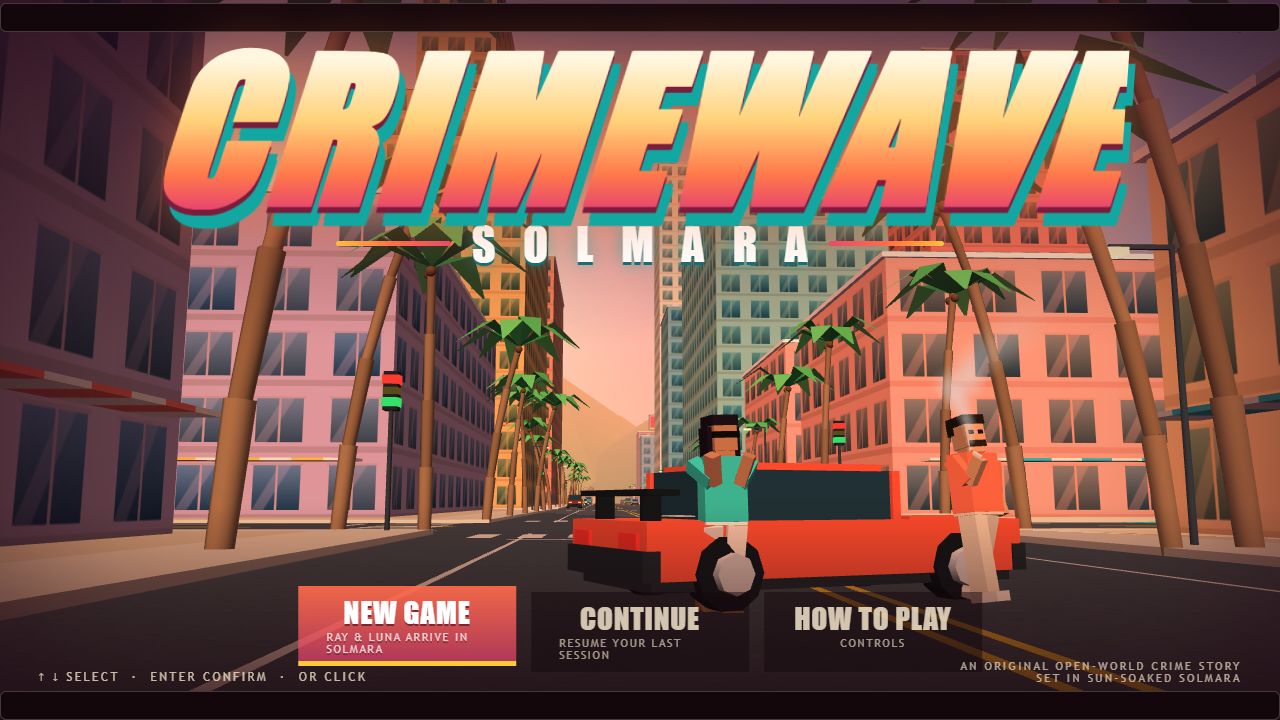 CRIMEWAVE
SOLMARA
NEW GAME
RAY & LUNA ARRIVE IN
SOLMARA
CONTINUE
RESUME YOUR LAST
SESSION
HOW TO PLAY
CONTROLS
↑ ↓ SELECT · ENTER CONFIRM · OR CLICK
AN ORIGINAL OPEN-WORLD CRIME STORY
SET IN SUN-SOAKED SOLMARA